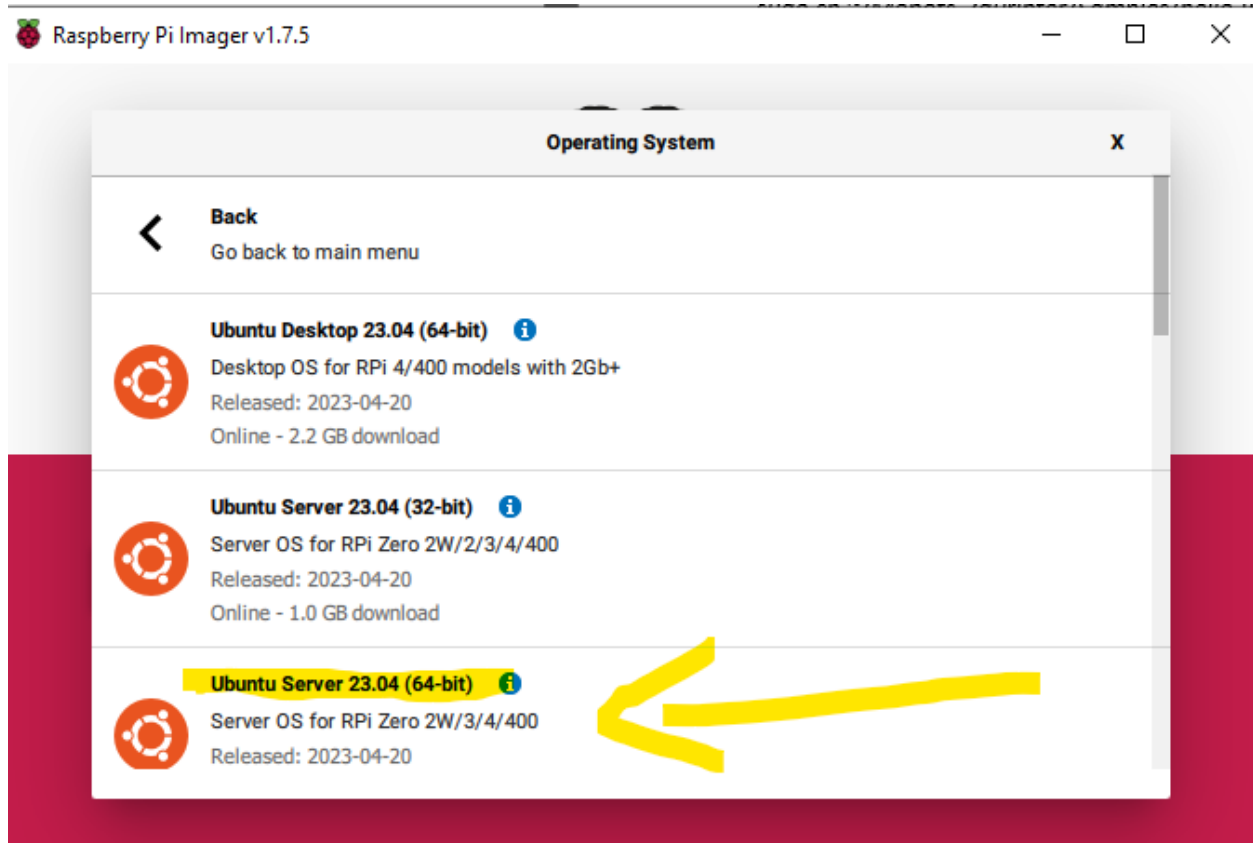 Raspberry Pi Imager v1.7.5
Operating System
X
Back
Go back to main menu
Ubuntu Desktop 23.04 (64-bit)
Desktop OS for RPi 4/400 models with 2Gb+
Released: 2023-04-20
Online - 2.2 GB download
Ubuntu Server 23.04 (32-bit)
Server OS for RPi Zero 2W/2/3/4/400
Released: 2023-04-20
Online - 1.0 GB download
Ubuntu Server 23.04 (64-bit)
Server OS for RPi Zero 2W/3/4/400
Released: 2023-04-20